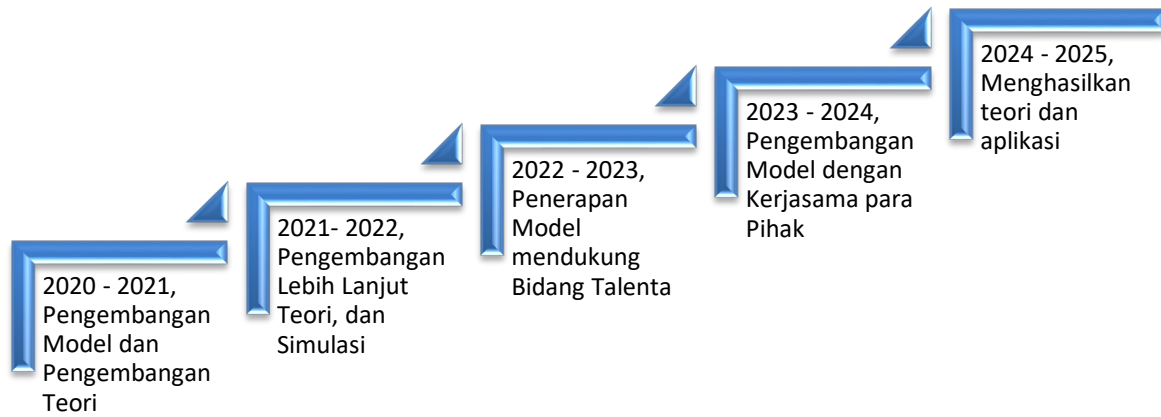 2020 - 2021,
Pengembangan
Model dan
Pengembangan
Teori
2021- 2022,
Pengembangan
Lebih Lanjut
Teori, dan
Simulasi
2022 - 2023,
Penerapan
Model
mendukung
Bidang Talenta
2023 - 2024,
Pengembangan
Model dengan
Kerjasama para
Pihak
2024 - 2025,
Menghasilkan
teori dan
aplikasi